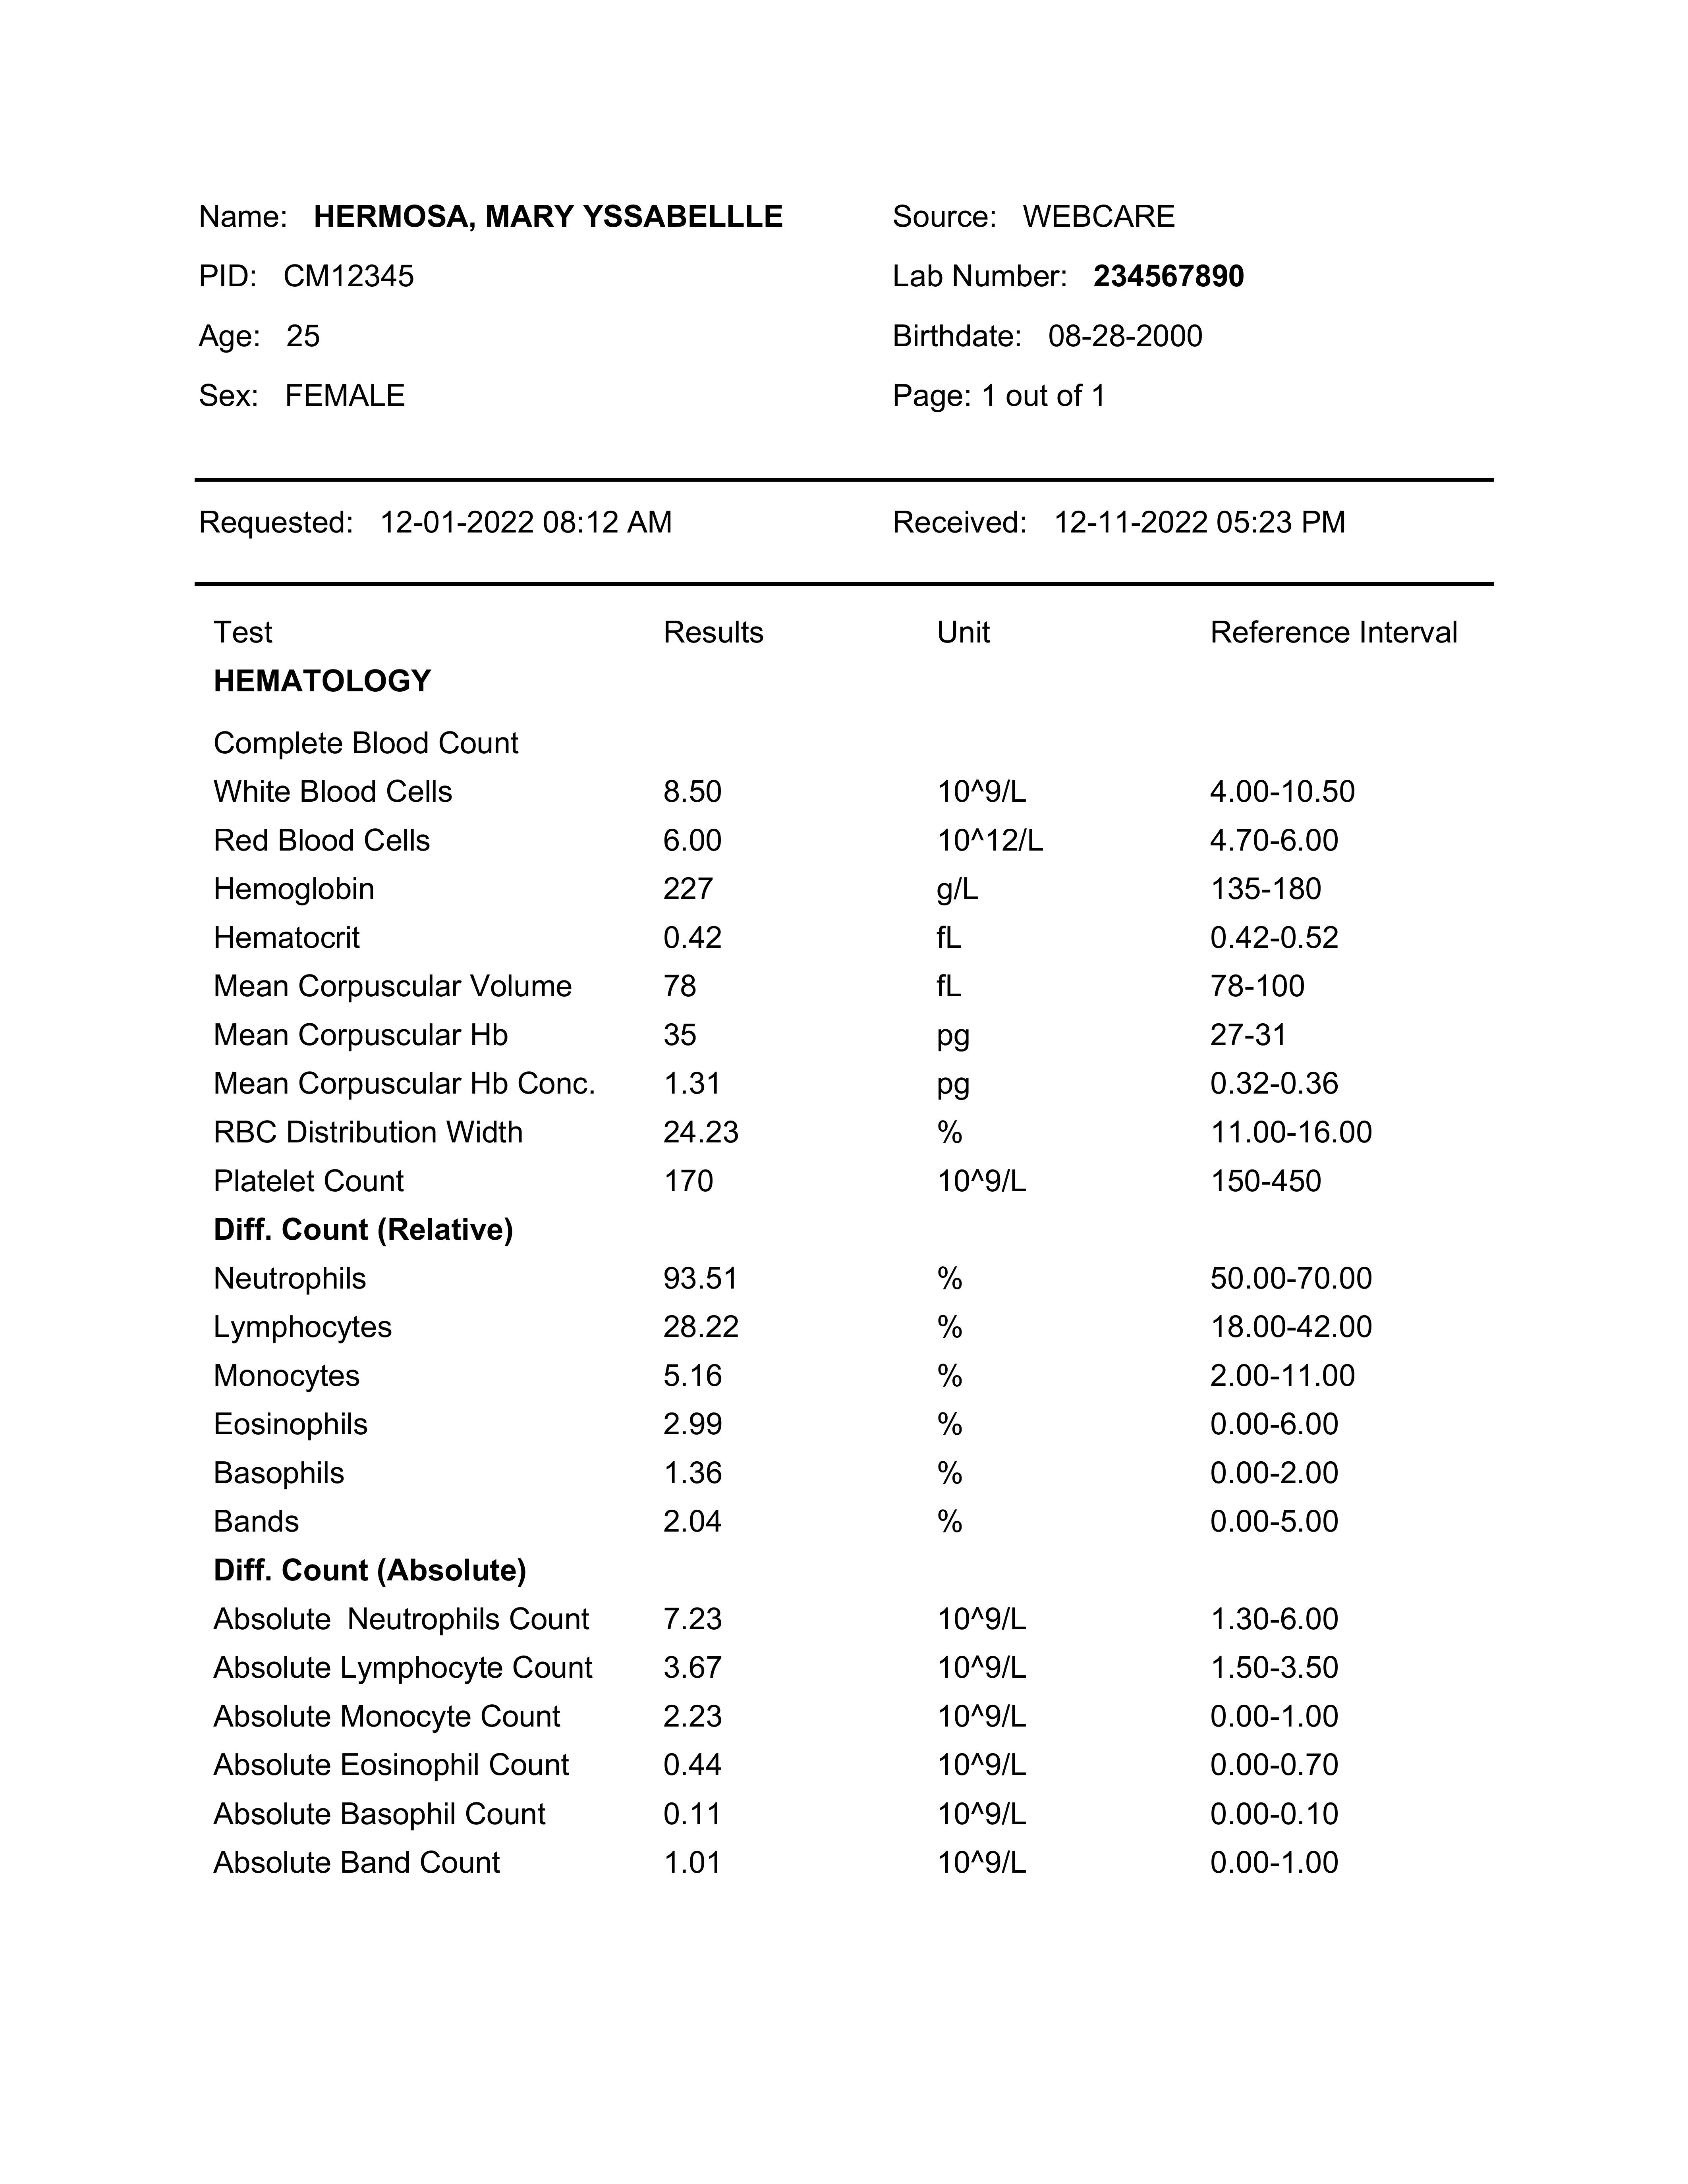 Name: HERMOSA, MARY YSSABELLLE Source: WEBCARE
PID: CM12345 Lab Number: 234567890
Age: 25 Birthdate: 08-28-2000
Sex: FEMALE Page: 1 out of 1
Requested: 12-01-2022 08:12 AM Received: 12-11-2022 05:23 PM
Test Results Unit Reference Interval
HEMATOLOGY
Complete Blood Count
White Blood Cells 8.50 10^9/L 4.00-10.50
Red Blood Cells 6.00 10^12/L 4.70-6.00
Hemoglobin 227 g/L 135-180
Hematocrit 0.42 fL 0.42-0.52
Mean Corpuscular Volume 78 fL 78-100
Mean Corpuscular Hb 35 pg 27-31
Mean Corpuscular Hb Conc. 1.31 pg 0.32-0.36
RBC Distribution Width 24.23 % 11.00-16.00
Platelet Count 170 10^9/L 150-450
Diff. Count (Relative)
Neutrophils 93.51 % 50.00-70.00
Lymphocytes 28.22 % 18.00-42.00
Monocytes 5.16 % 2.00-11.00
Eosinophils 2.99 % 0.00-6.00
Basophils 1.36 % 0.00-2.00
Bands 2.04 % 0.00-5.00
Diff. Count (Absolute)
Absolute Neutrophils Count 7.23 10^9/L 1.30-6.00
Absolute Lymphocyte Count 3.67 10^9/L 1.50-3.50
Absolute Monocyte Count 2.23 10^9/L 0.00-1.00
Absolute Eosinophil Count 0.44 10^9/L 0.00-0.70
Absolute Basophil Count 0.11 10^9/L 0.00-0.10
Absolute Band Count 1.01 10^9/L 0.00-1.00